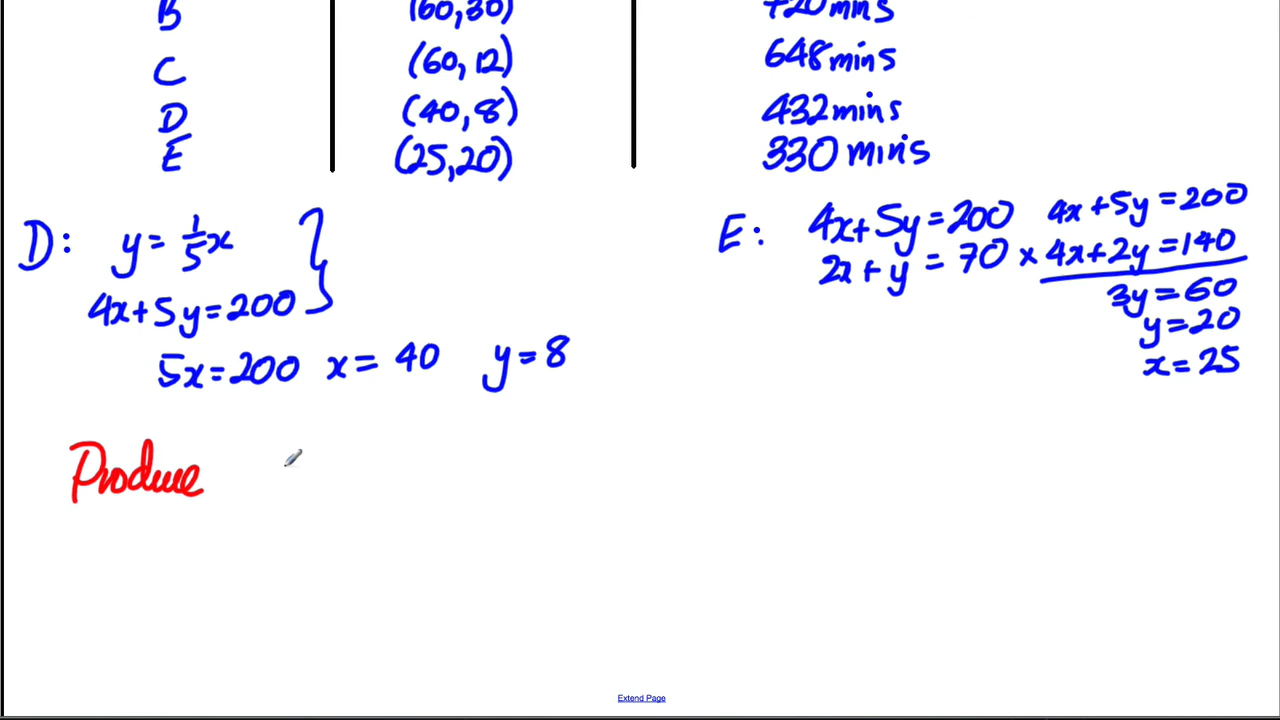 B (60,30) 720 mins
C (60,12) 648 mins
D (40,8) 432 mins
E (25,20) 330 mins
D: y = 1/5 x
4x+5y=200
5x=200 x=40 y=8
E: 4x+5y=200 4x+5y=200
2x+y=70 × 4x+2y=140
3y=60
y=20
x=25
Produce
Extend Page